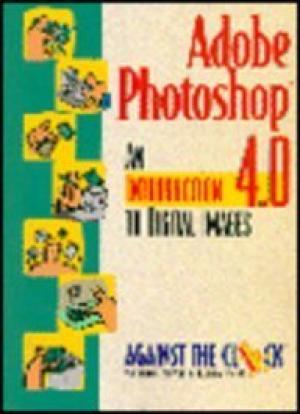 Adobe
Photoshop
An
INTRODUCTION 4.0
TO DIGITAL IMAGES
AGAINST THE CLOCK